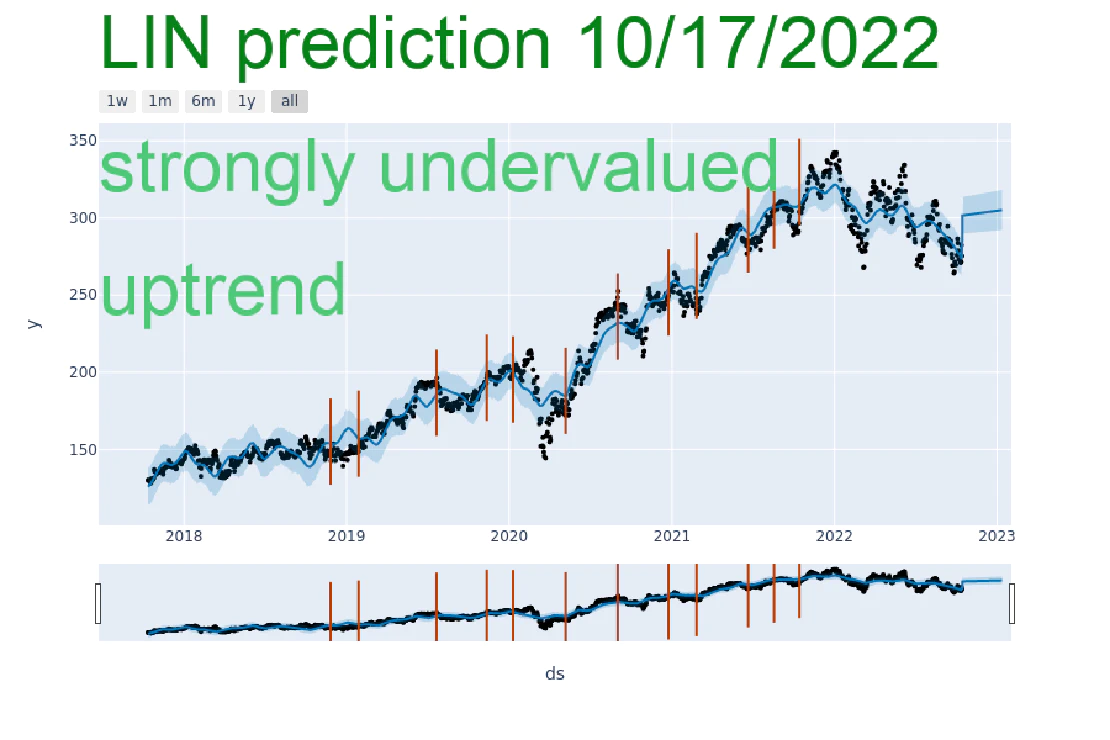 LIN prediction 10/17/2022
1w 1m 6m 1y all
350
strongly undervalued
300
uptrend
250
y
200
150
2018 2019 2020 2021 2022 2023
ds